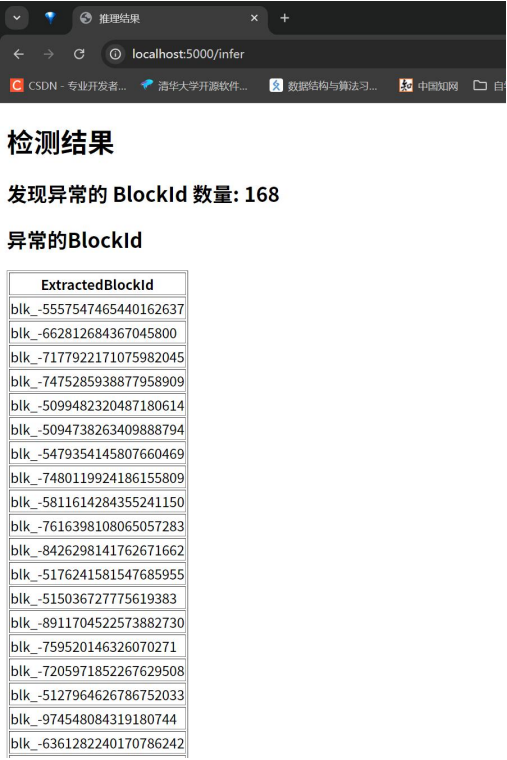 推理结果
localhost:5000/infer
CSDN - 专业开发者...
清华大学开源软件...
数据结构与算法习...
中国知网
自学
检测结果
发现异常的 BlockId 数量: 168
异常的BlockId
ExtractedBlockId
blk_-5557547465440162637
blk_-662812684367045800
blk_-7177922171075982045
blk_-7475285938877958909
blk_-5099482320487180614
blk_-5094738263409888794
blk_-5479354145807660469
blk_-7480119924186155809
blk_-5811614284355241150
blk_-7616398108065057283
blk_-8426298141762671662
blk_-5176241581547685955
blk_-515036727775619383
blk_-8911704522573882730
blk_-759520146326070271
blk_-7205971852267629508
blk_-5127964626786752033
blk_-974548084319180744
blk_-6361282240170786242